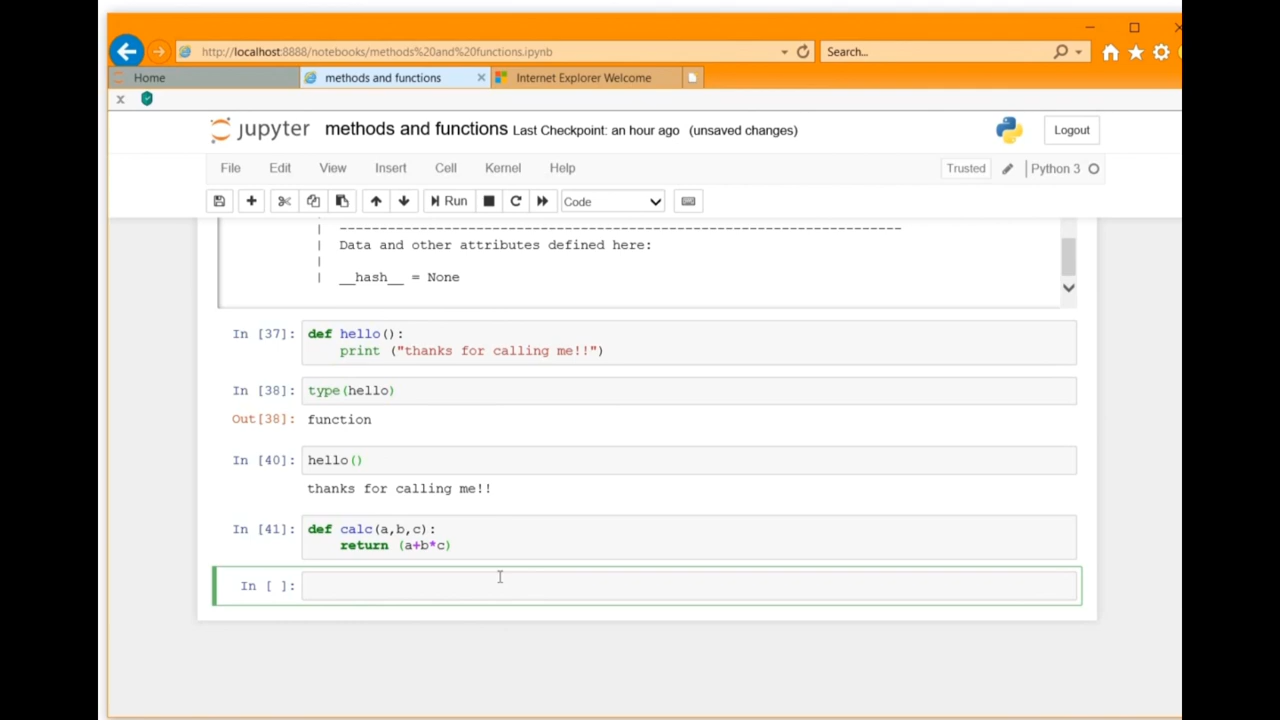 http://localhost:8888/notebooks/methods%20and%20functions.ipynb
Search...
Home
methods and functions
Internet Explorer Welcome
x
jupyter methods and functions Last Checkpoint: an hour ago (unsaved changes)
Logout
File Edit View Insert Cell Kernel Help
Trusted
Python 3
Run
Code
| ----------------------------------------------------------------------
| Data and other attributes defined here:
|
| __hash__ = None
In [37]: def hello():
print ("thanks for calling me!!")
In [38]: type(hello)
Out[38]: function
In [40]: hello()
thanks for calling me!!
In [41]: def calc(a,b,c):
return (a+b*c)
In [ ]: